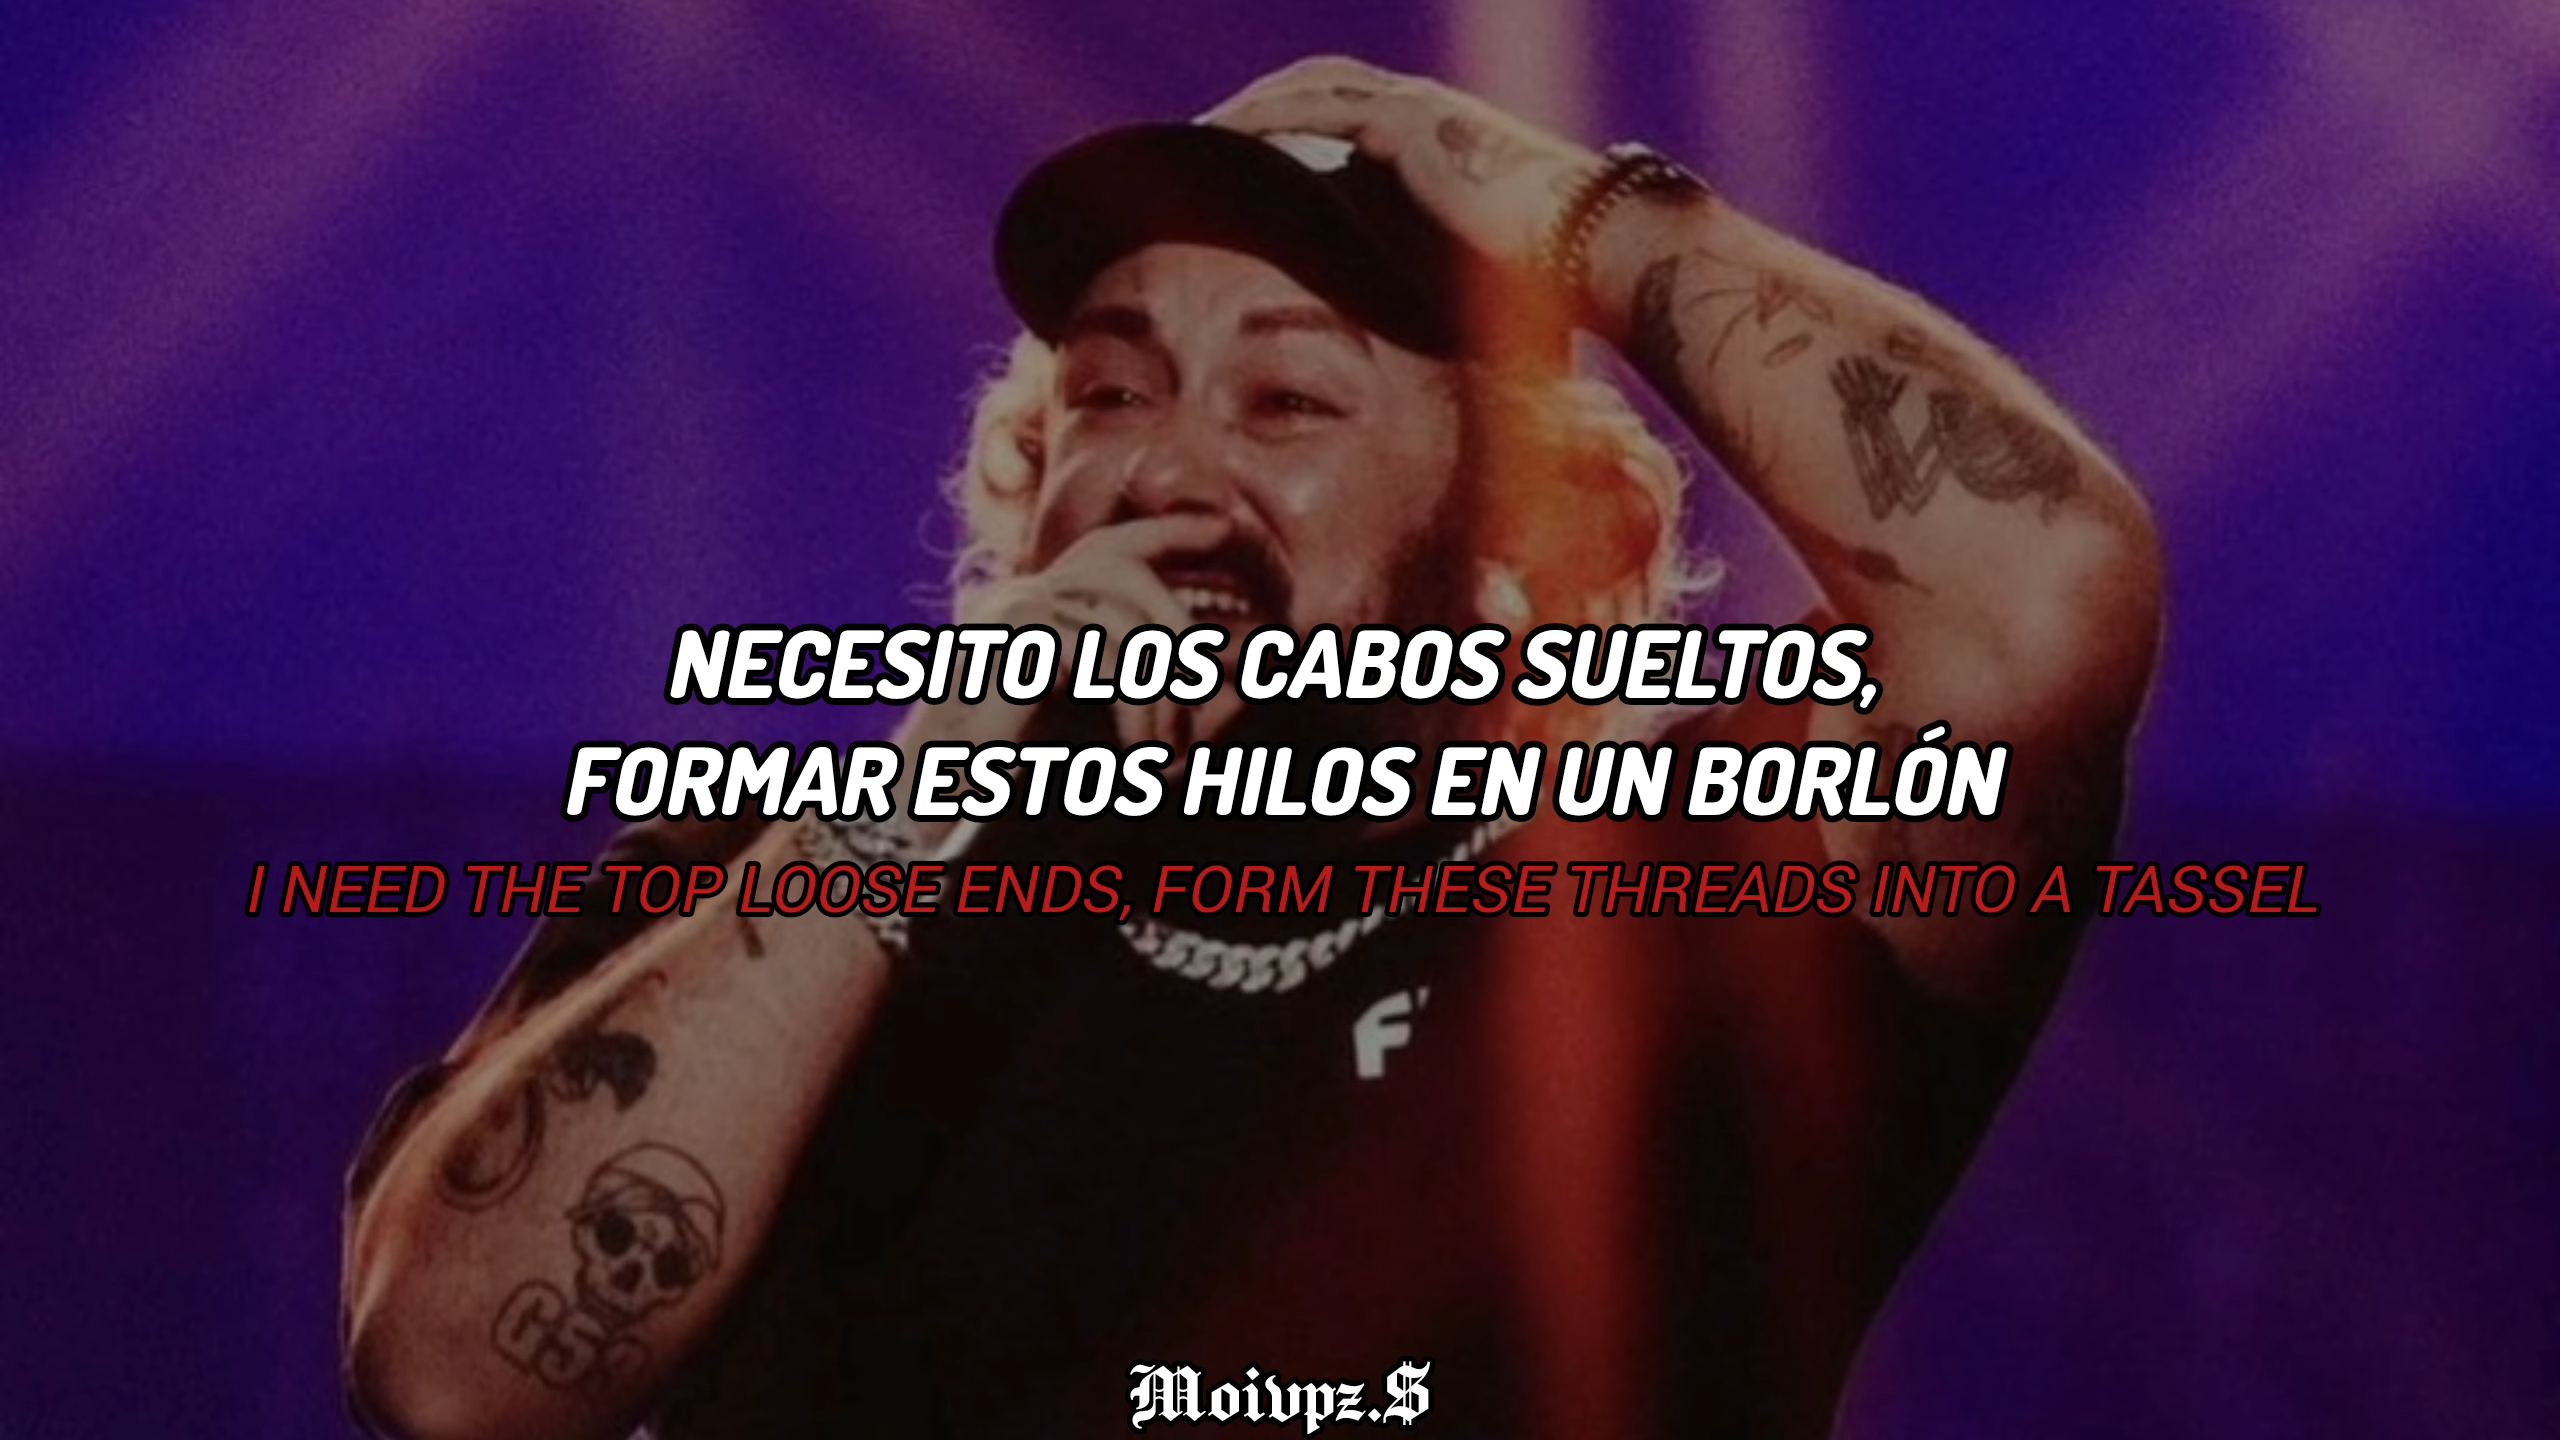 NECESITO LOS CABOS SUELTOS,
FORMAR ESTOS HILOS EN UN BORLÓN
I NEED THE TOP LOOSE ENDS, FORM THESE THREADS INTO A TASSEL
F
G59
Moivpz.$